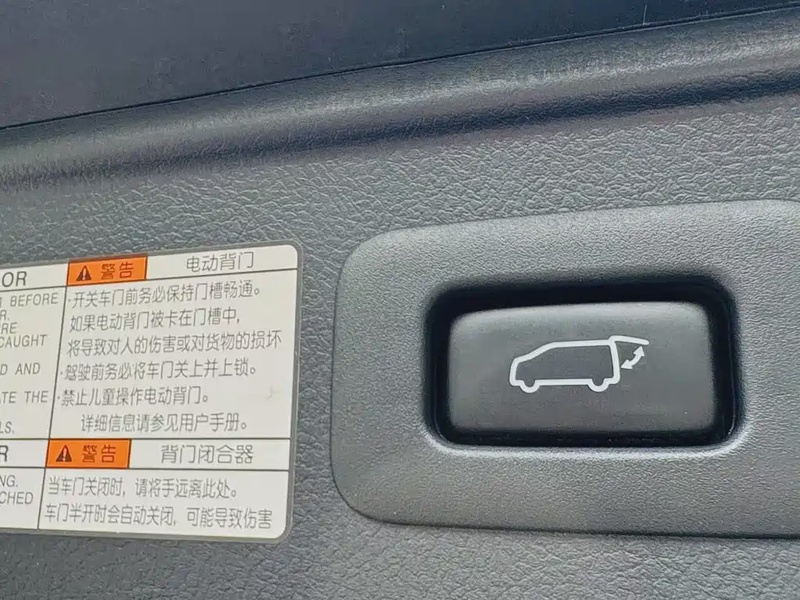 OR
BEFORE
R.
RE
CAUGHT
D AND
ATE THE
LS.
R
NG.
TCHED
警告 电动背门
·开关车门前务必保持门槽畅通。
如果电动背门被卡在门槽中，
将导致对人的伤害或对货物的损坏
·驾驶前务必将车门关上并上锁。
·禁止儿童操作电动背门。
详细信息请参见用户手册。
警告 背门闭合器
当车门关闭时，请将手远离此处。
车门半开时会自动关闭，可能导致伤害